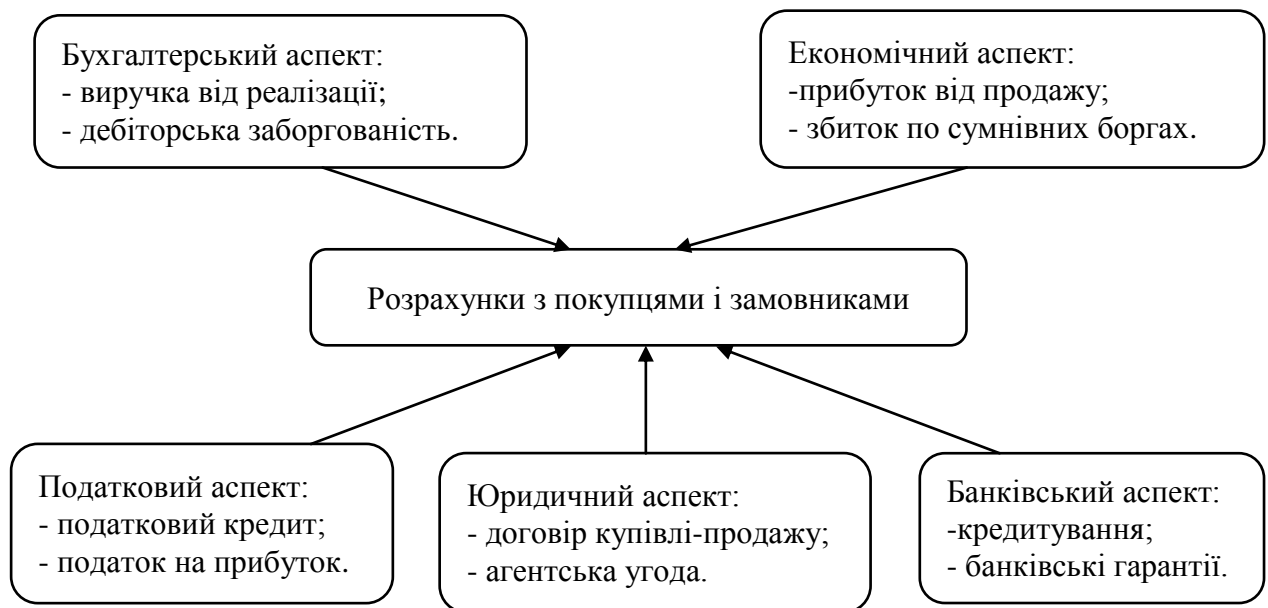 Бухгалтерський аспект:
- виручка від реалізації;
- дебіторська заборгованість.
Економічний аспект:
-прибуток від продажу;
- збиток по сумнівних боргах.
Розрахунки з покупцями і замовниками
Податковий аспект:
- податковий кредит;
- податок на прибуток.
Юридичний аспект:
- договір купівлі-продажу;
- агентська угода.
Банківський аспект:
-кредитування;
- банківські гарантії.